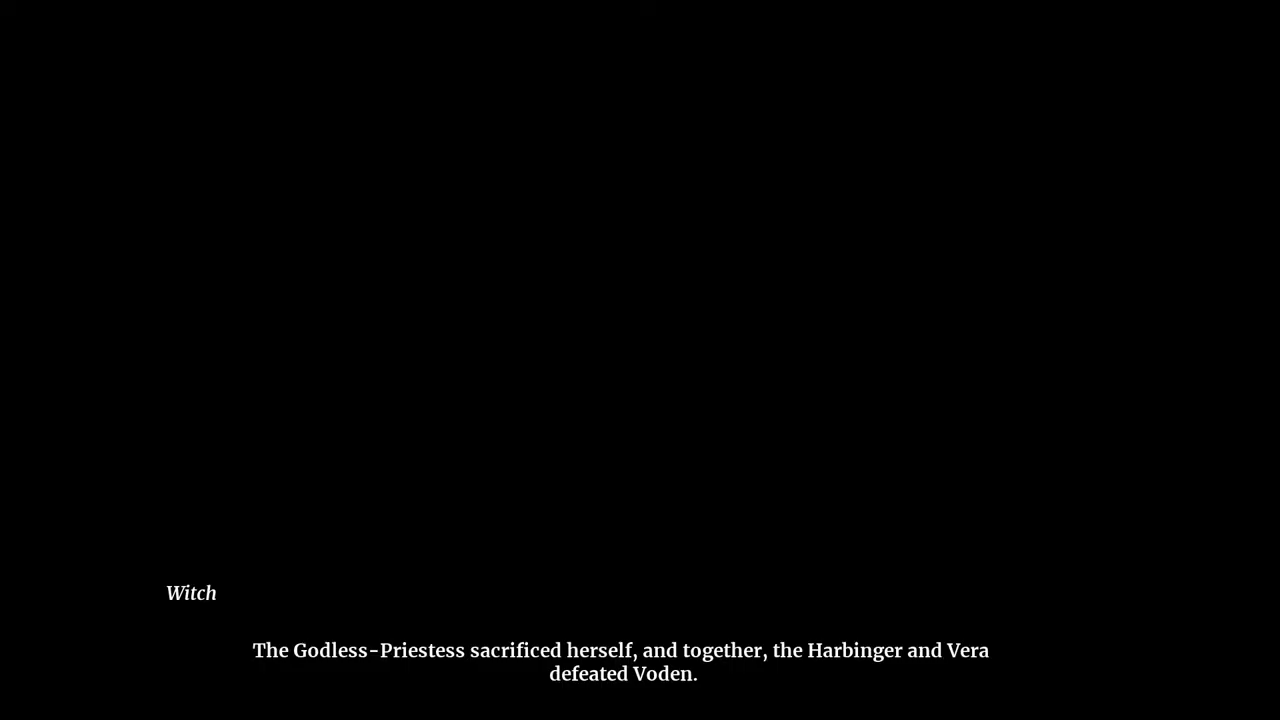 Witch
The Godless-Priestess sacrificed herself, and together, the Harbinger and Vera
defeated Voden.